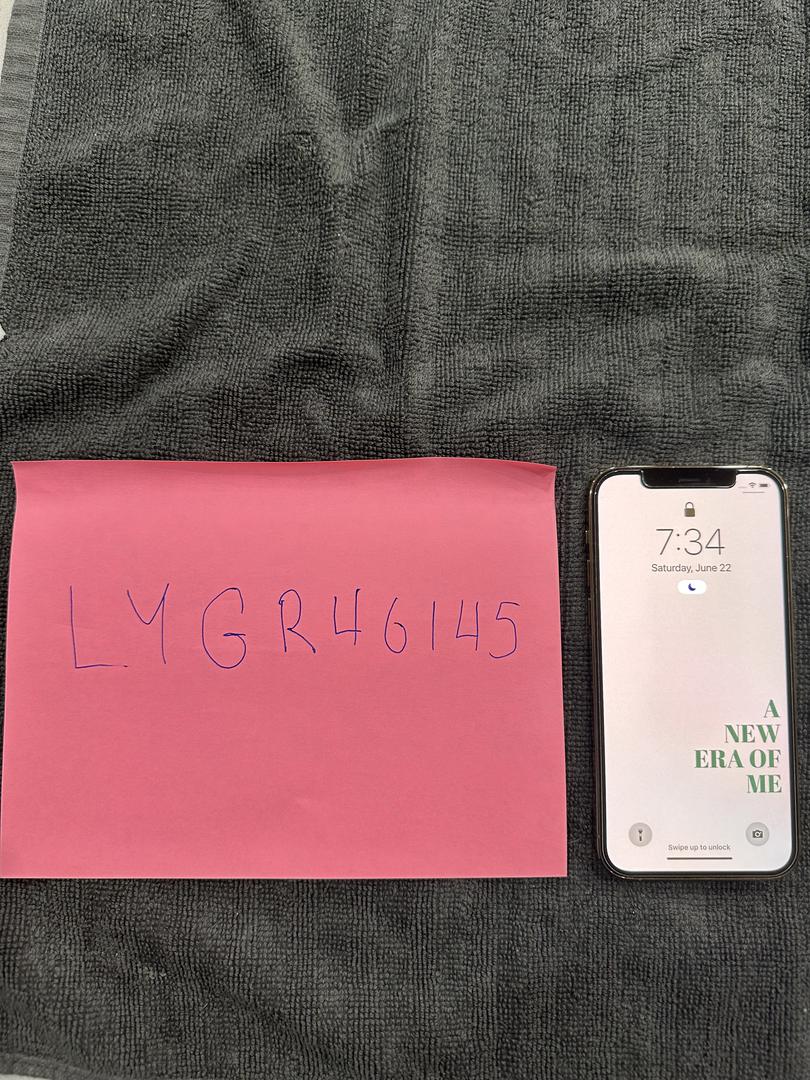 LYGR46145
7:34
Saturday, June 22
A
NEW
ERA OF
ME
Swipe up to unlock